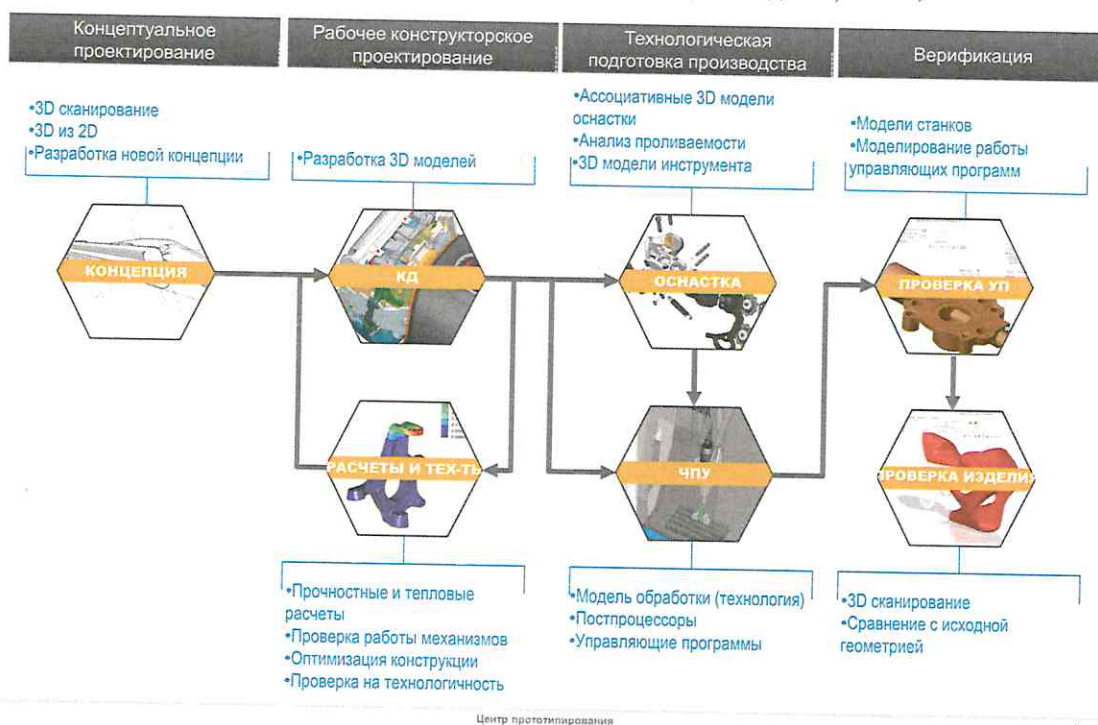 Концептуальное
проектирование
Рабочее конструкторское
проектирование
Технологическая
подготовка производства
Верификация
•3D сканирование
•3D из 2D
•Разработка новой концепции
•Разработка 3D моделей
•Ассоциативные 3D модели
оснастки
•Анализ проливаемости
•3D модели инструмента
•Модели станков
•Моделирование работы
управляющих программ
КОНЦЕПЦИЯ
КД
ОСНАСТКА
ПРОВЕРКА УП
РАСЧЕТЫ И ТЕХ-ТЬ
ЧПУ
ПРОВЕРКА ИЗДЕЛИЯ
•Прочностные и тепловые
расчеты
•Проверка работы механизмов
•Оптимизация конструкции
•Проверка на технологичность
•Модель обработки (технология)
•Постпроцессоры
•Управляющие программы
•3D сканирование
•Сравнение с исходной
геометрией
Центр прототипирования